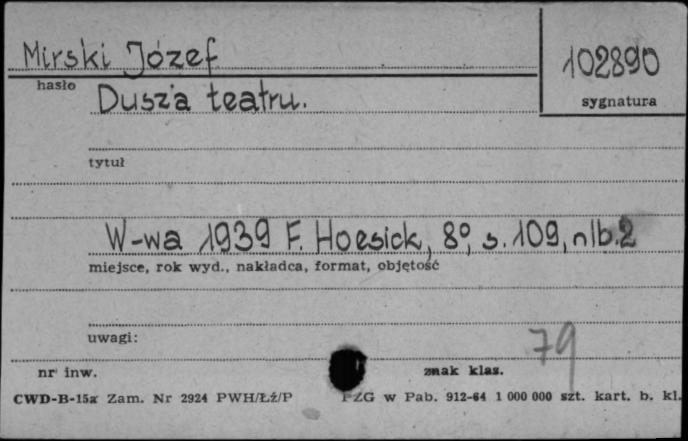 Mirski Józef
102890
hasło
sygnatura
Dusza teatru.
tytuł
W-wa 1939 F. Hoesick, 8°, s. 109, nlb. 2
miejsce, rok wyd., nakładca, format, objętość
uwagi:
79
nr inw.
znak klas.
CWD-B-15a Zam. Nr 2924 PWH/Łź/P
PZG w Pab. 912-64 1 000 000 szt. kart. b. kl.